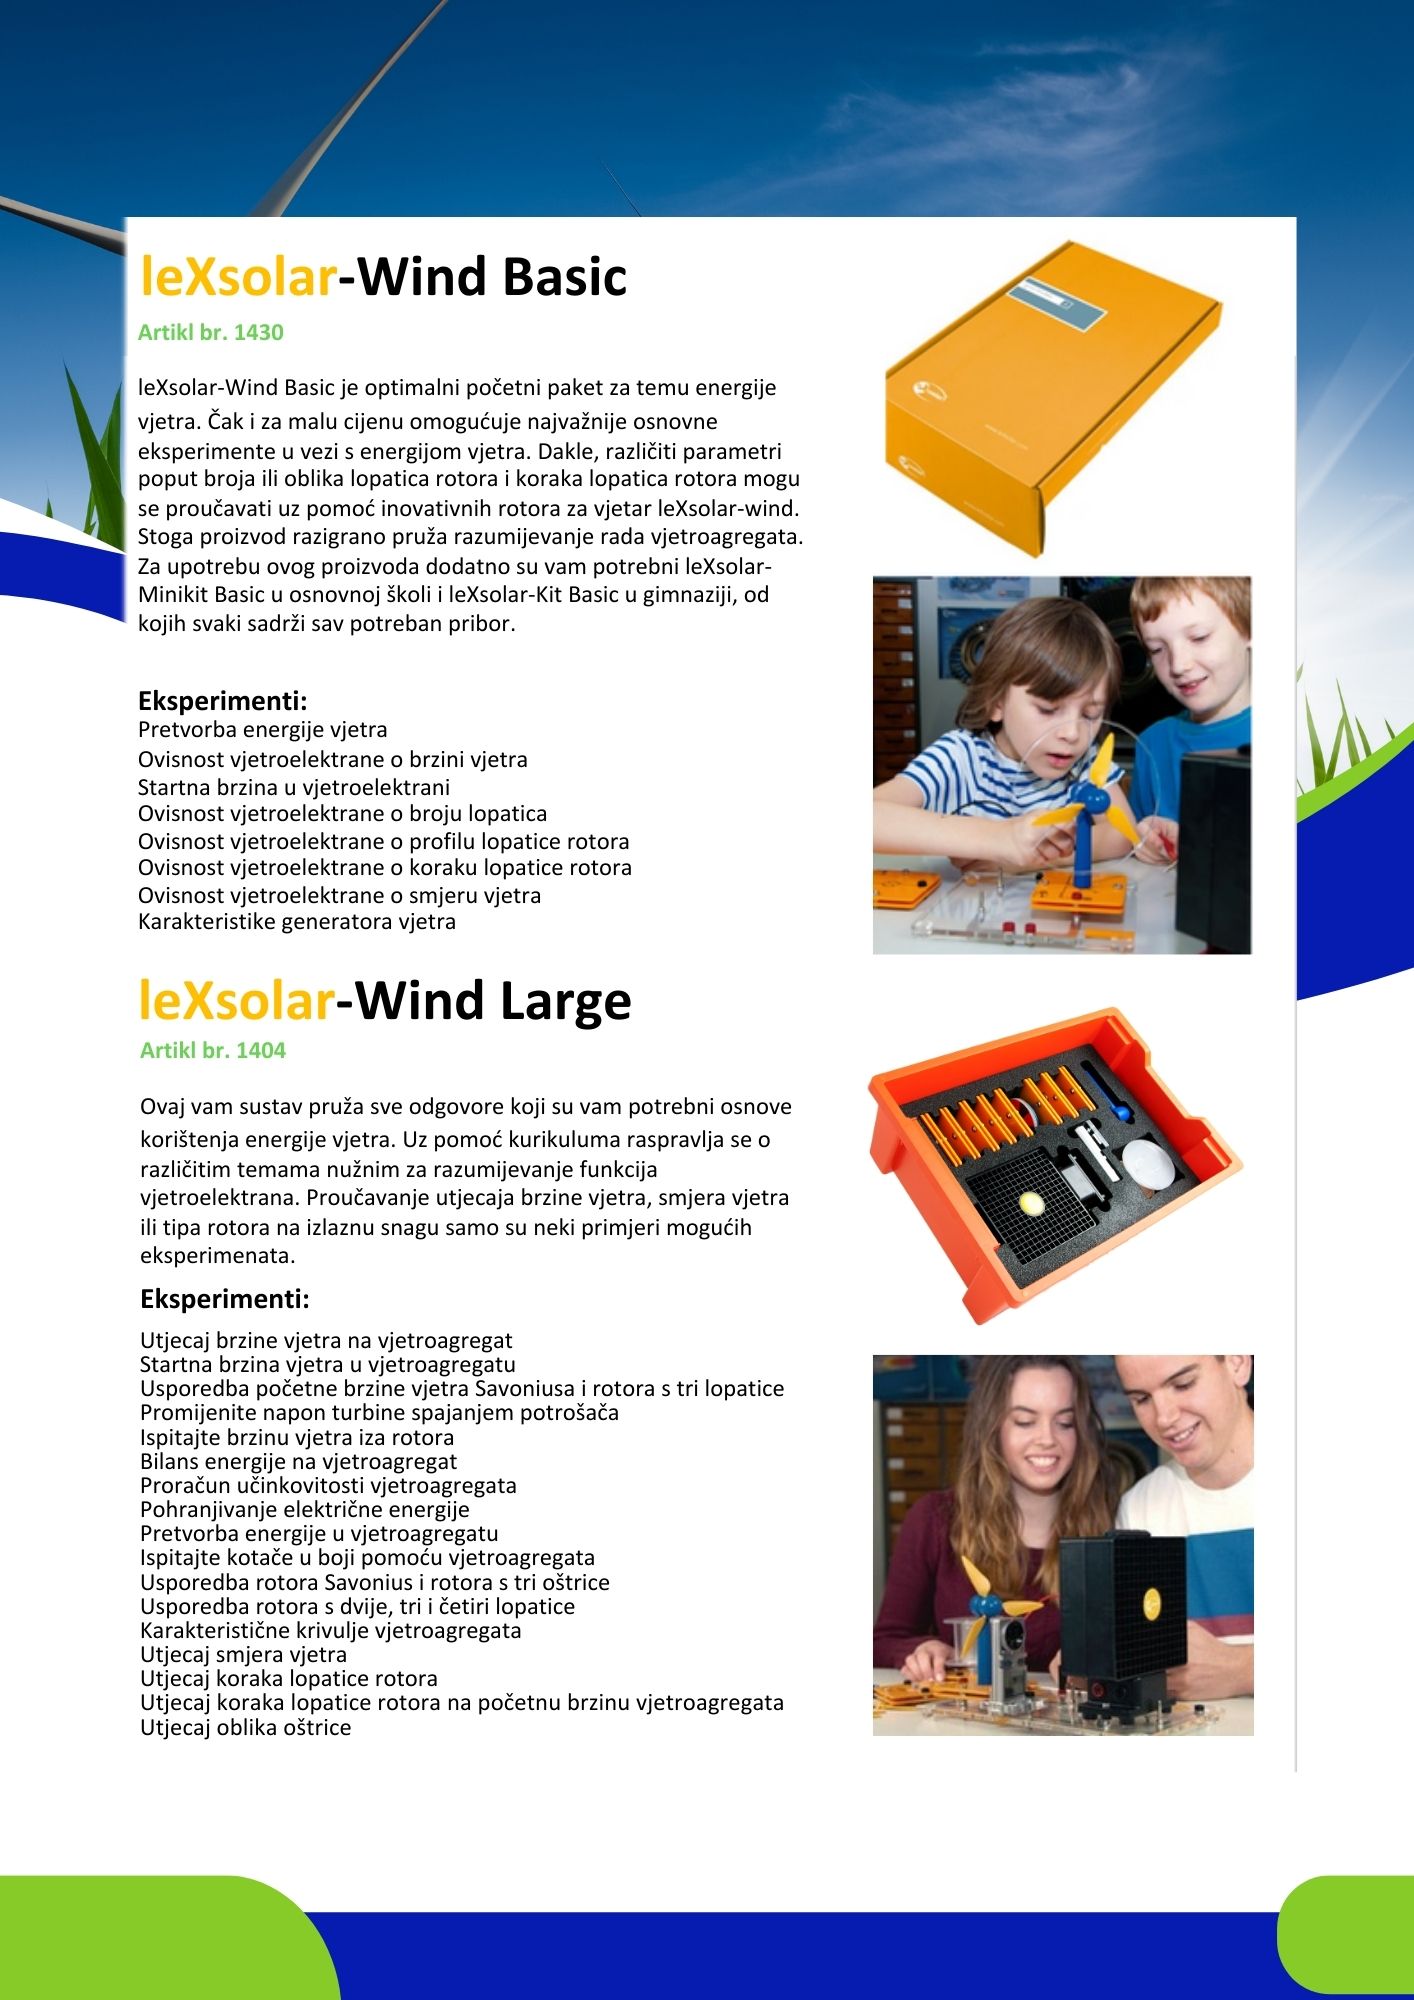 leXsolar-Wind Basic
Artikl br. 1430
leXsolar-Wind Basic je optimalni početni paket za temu energije
vjetra. Čak i za malu cijenu omogućuje najvažnije osnovne
eksperimente u vezi s energijom vjetra. Dakle, različiti parametri
poput broja ili oblika lopatica rotora i koraka lopatica rotora mogu
se proučavati uz pomoć inovativnih rotora za vjetar leXsolar-wind.
Stoga proizvod razigrano pruža razumijevanje rada vjetroagregata.
Za upotrebu ovog proizvoda dodatno su vam potrebni leXsolar-
Minikit Basic u osnovnoj školi i leXsolar-Kit Basic u gimnaziji, od
kojih svaki sadrži sav potreban pribor.
Eksperimenti:
Pretvorba energije vjetra
Ovisnost vjetroelektrane o brzini vjetra
Startna brzina u vjetroelektrani
Ovisnost vjetroelektrane o broju lopatica
Ovisnost vjetroelektrane o profilu lopatice rotora
Ovisnost vjetroelektrane o koraku lopatice rotora
Ovisnost vjetroelektrane o smjeru vjetra
Karakteristike generatora vjetra
leXsolar-Wind Large
Artikl br. 1404
Ovaj vam sustav pruža sve odgovore koji su vam potrebni osnove
korištenja energije vjetra. Uz pomoć kurikuluma raspravlja se o
različitim temama nužnim za razumijevanje funkcija
vjetroelektrana. Proučavanje utjecaja brzine vjetra, smjera vjetra
ili tipa rotora na izlaznu snagu samo su neki primjeri mogućih
eksperimenata.
Eksperimenti:
Utjecaj brzine vjetra na vjetroagregat
Startna brzina vjetra u vjetroagregatu
Usporedba početne brzine vjetra Savoniusa i rotora s tri lopatice
Promijenite napon turbine spajanjem potrošača
Ispitajte brzinu vjetra iza rotora
Bilans energije na vjetroagregat
Proračun učinkovitosti vjetroagregata
Pohranjivanje električne energije
Pretvorba energije u vjetroagregatu
Ispitajte kotače u boji pomoću vjetroagregata
Usporedba rotora Savonius i rotora s tri oštrice
Usporedba rotora s dvije, tri i četiri lopatice
Karakteristične krivulje vjetroagregata
Utjecaj smjera vjetra
Utjecaj koraka lopatice rotora
Utjecaj koraka lopatice rotora na početnu brzinu vjetroagregata
Utjecaj oblika oštrice